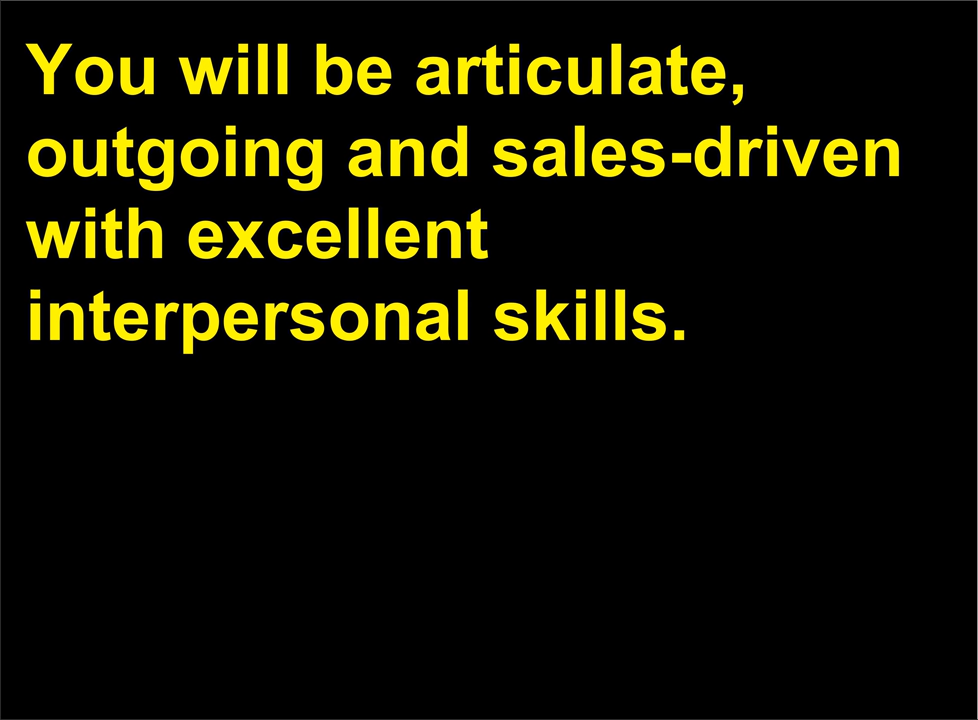 You will be articulate,
outgoing and sales-driven
with excellent
interpersonal skills.